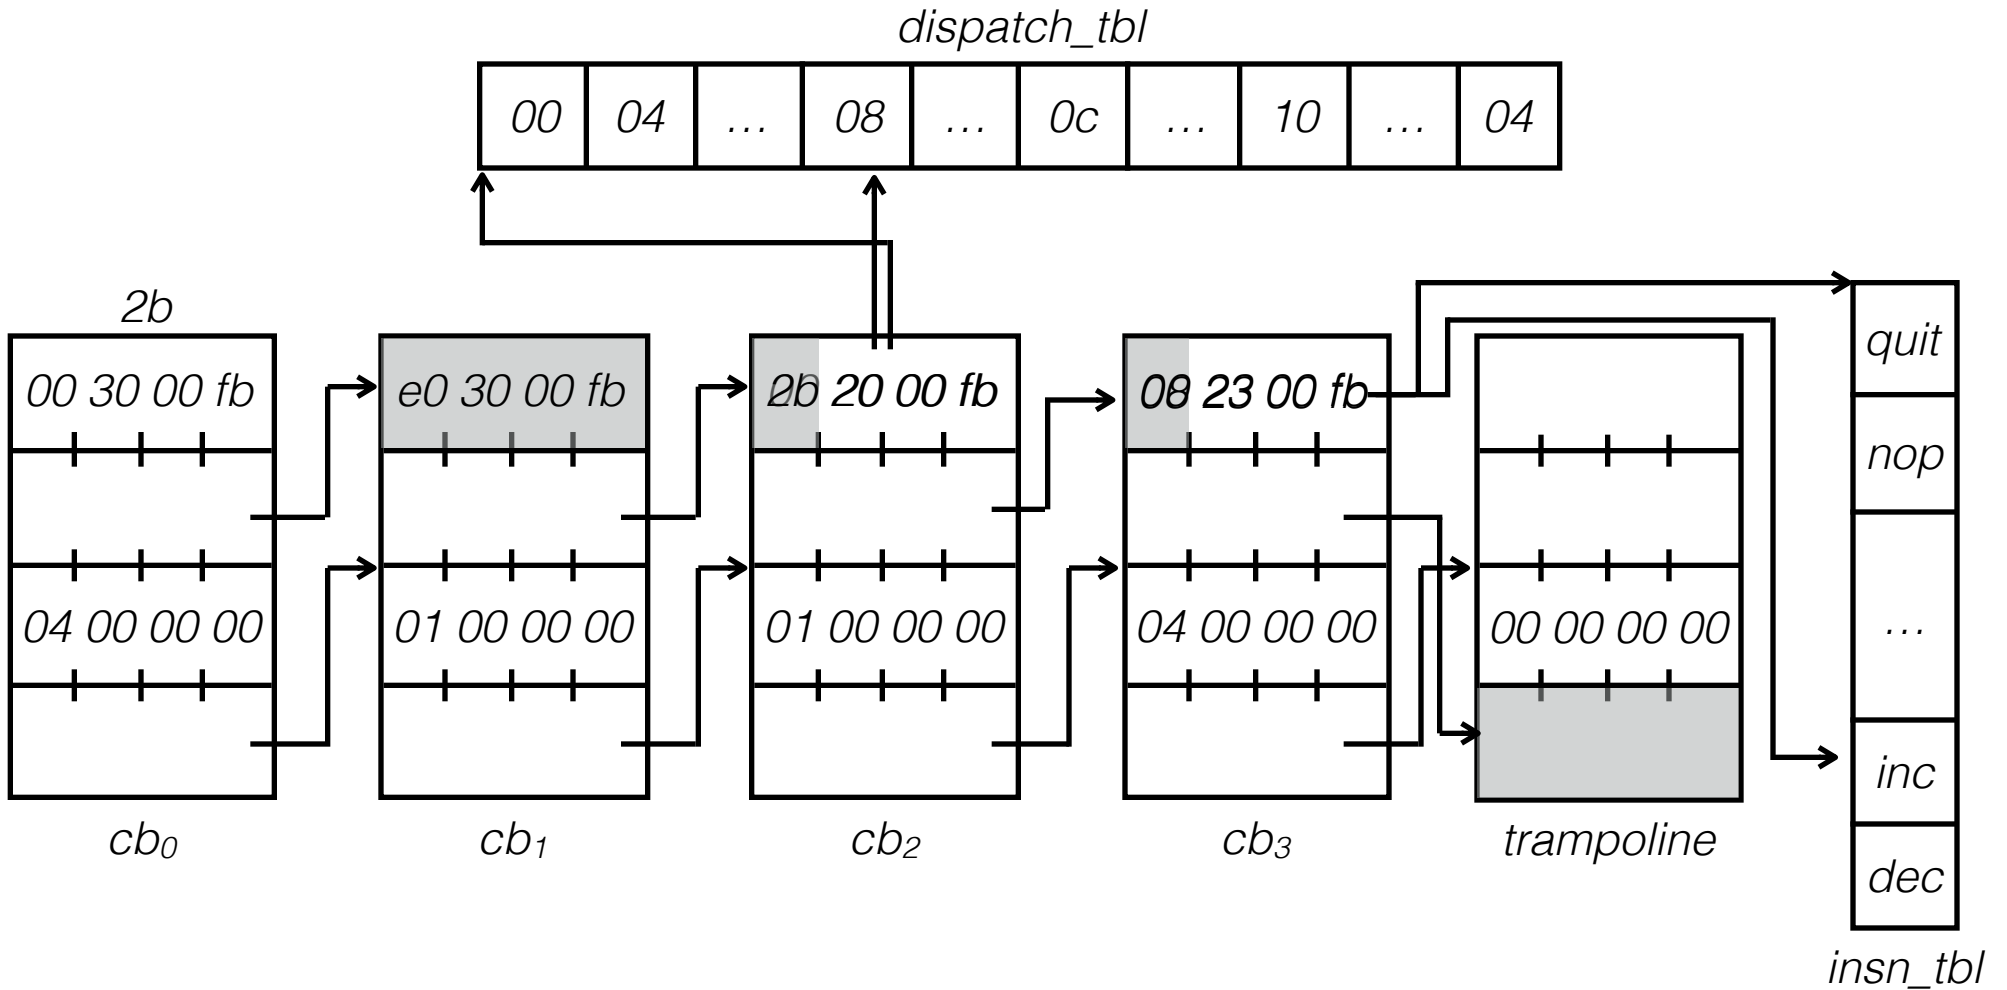 dispatch_tbl
00 04 ... 08 ... 0c ... 10 ... 04
2b
00 30 00 fb
04 00 00 00
cb0
e0 30 00 fb
01 00 00 00
cb1
2b 20 00 fb
01 00 00 00
cb2
08 23 00 fb
04 00 00 00
cb3
00 00 00 00
trampoline
quit
nop
...
inc
dec
insn_tbl